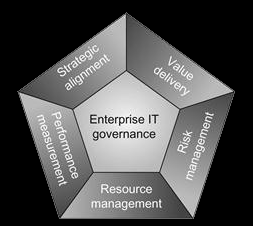 Strategic
alignment
Value
delivery
Enterprise IT
governance
Performance
measurement
Risk
management
Resource
management